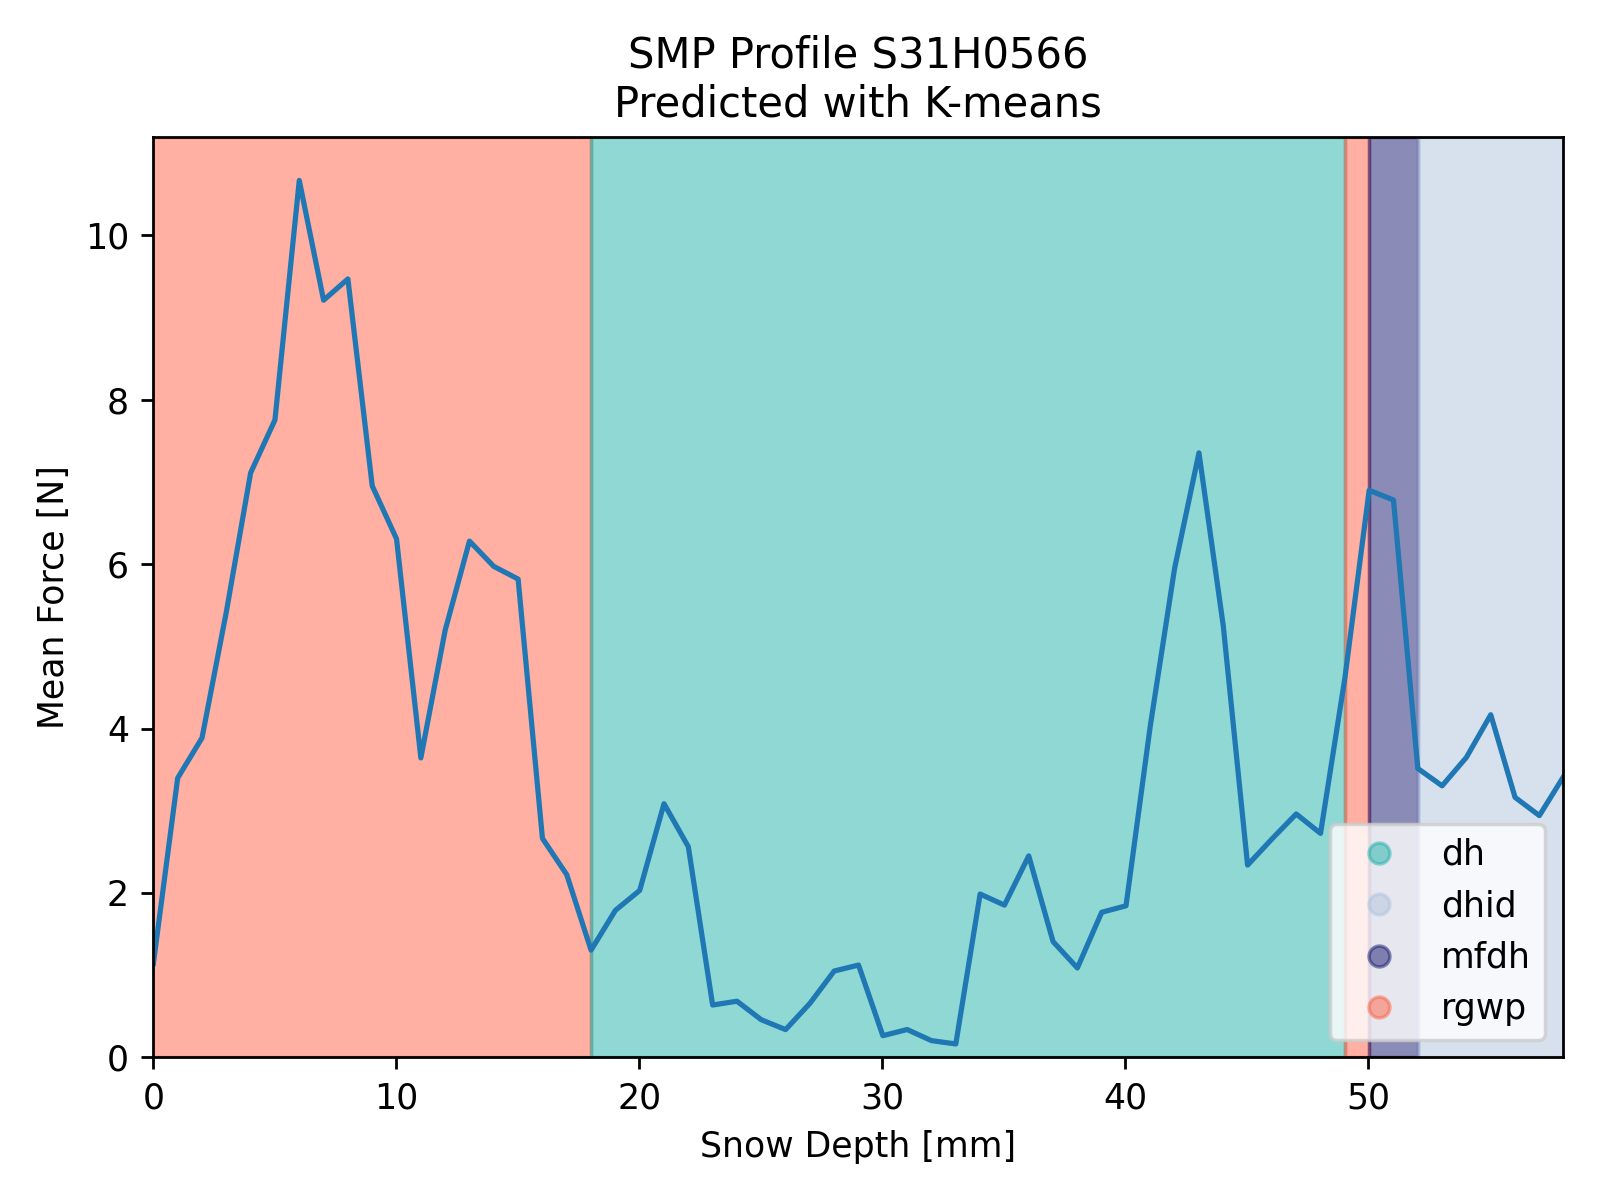 SMP Profile S31H0566
Predicted with K-means
Mean Force [N]
10
8
6
4
2
0
0 10 20 30 40 50
Snow Depth [mm]
dh
dhid
mfdh
rgwp